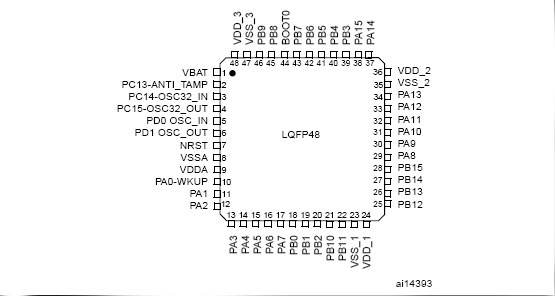 VDD_3
VSS_3
PB9
PB8
BOOT0
PB7
PB6
PB5
PB4
PB3
PA15
PA14
48 47 46 45 44 43 42 41 40 39 38 37
VBAT 1
PC13-ANTI_TAMP 2
PC14-OSC32_IN 3
PC15-OSC32_OUT 4
PD0 OSC_IN 5
PD1 OSC_OUT 6
NRST 7
VSSA 8
VDDA 9
PA0-WKUP 10
PA1 11
PA2 12
LQFP48
36 VDD_2
35 VSS_2
34 PA13
33 PA12
32 PA11
31 PA10
30 PA9
29 PA8
28 PB15
27 PB14
26 PB13
25 PB12
13 14 15 16 17 18 19 20 21 22 23 24
PA3
PA4
PA5
PA6
PA7
PB0
PB1
PB2
PB10
PB11
VSS_1
VDD_1
ai14393